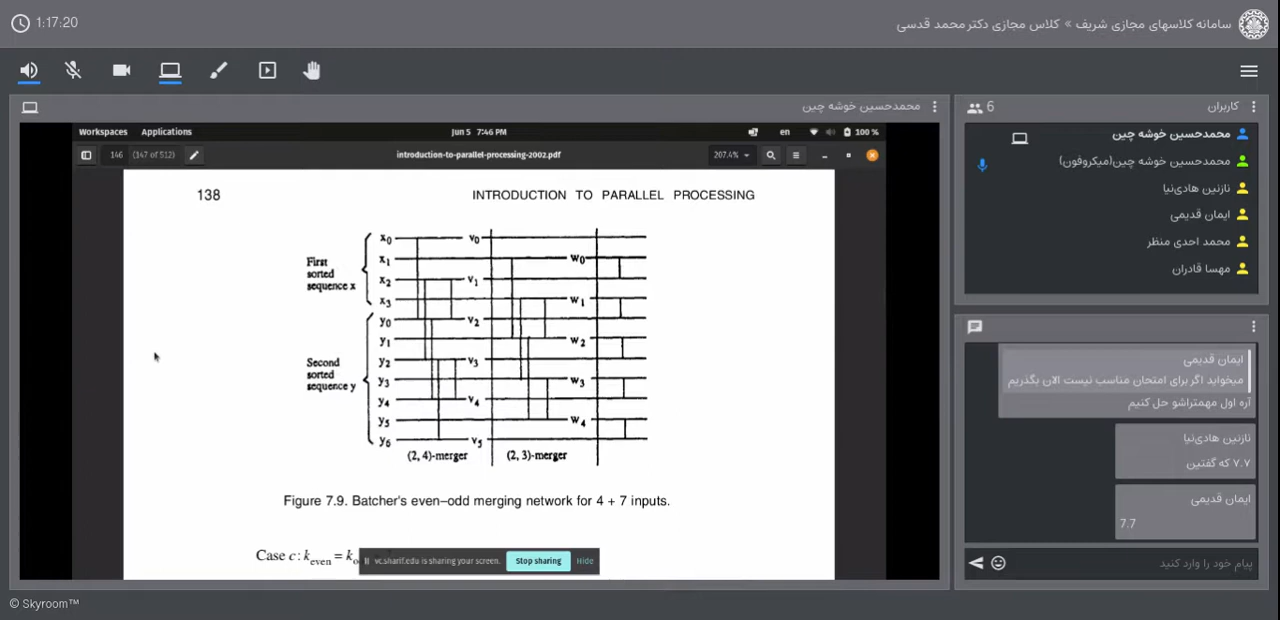 1:17:20
سامانه کلاسهای مجازی شریف » کلاس مجازی دکتر محمد قدسی
محمدحسین خوشه چین
Workspaces Applications Jun 5 7:46 PM en 100 %
146 (147 of 512) introduction-to-parallel-processing-2002.pdf 207.4%
138 INTRODUCTION TO PARALLEL PROCESSING
First sorted sequence x
x0
x1
x2
x3
Second sorted sequence y
y0
y1
y2
y3
y4
y5
y6
v0
v1
v2
v3
v4
v5
w0
w1
w2
w3
w4
(2, 4)-merger (2, 3)-merger
Figure 7.9. Batcher's even–odd merging network for 4 + 7 inputs.
Case c: keven = ko
vc.sharif.edu is sharing your screen. Stop sharing Hide
کاربران 6
محمدحسین خوشه چین
محمدحسین خوشه چین(میکروفون)
نازنین هادی‌نیا
ایمان قدیمی
محمد احدی منظر
مهسا قادران
ایمان قدیمی
میخواید اگر برای امتحان مناسب نیست الان بگذریم
آره اول مهمتراشو حل کنیم
نازنین هادی‌نیا
۷.۷ که گفتین
ایمان قدیمی
7.7
پیام خود را وارد کنید
© Skyroom™